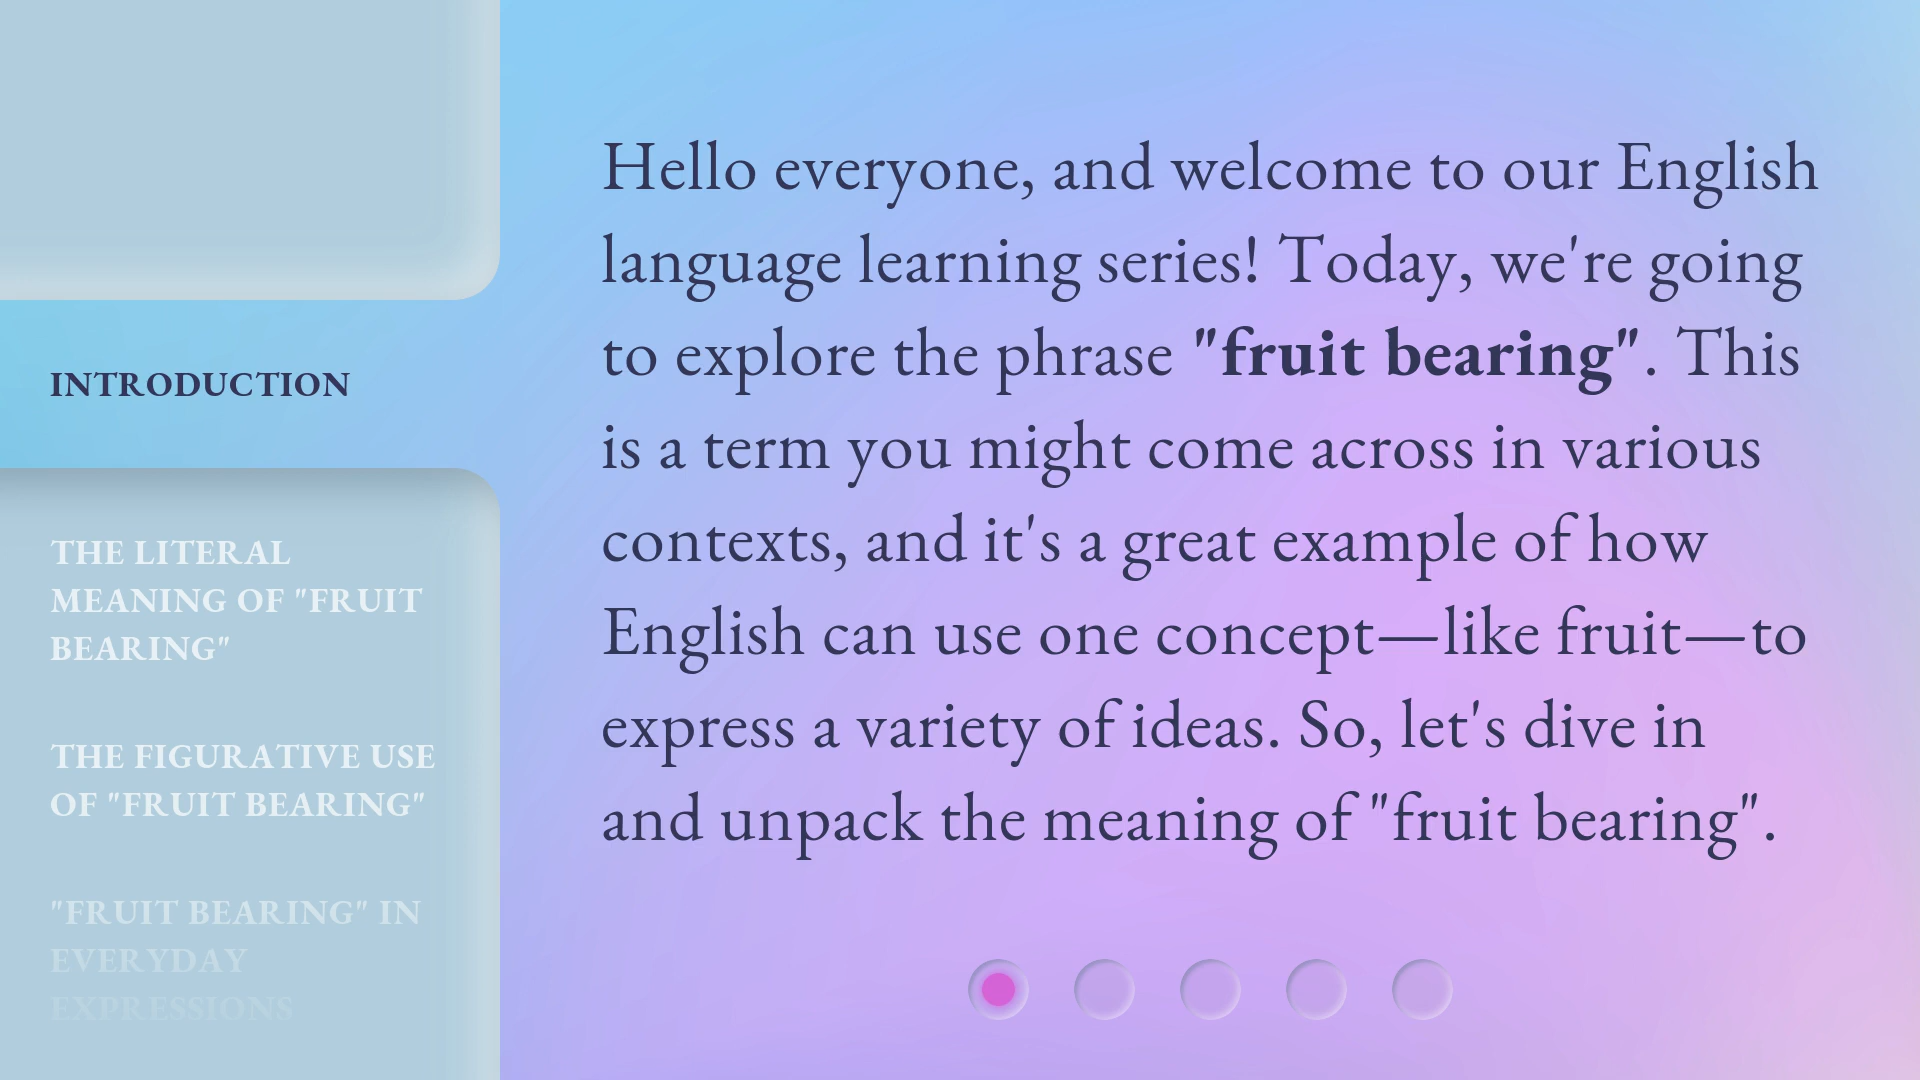 INTRODUCTION
THE LITERAL
MEANING OF "FRUIT
BEARING"
THE FIGURATIVE USE
OF "FRUIT BEARING"
"FRUIT BEARING" IN
EVERYDAY
EXPRESSIONS
Hello everyone, and welcome to our English
language learning series! Today, we're going
to explore the phrase "fruit bearing". This
is a term you might come across in various
contexts, and it's a great example of how
English can use one concept—like fruit—to
express a variety of ideas. So, let's dive in
and unpack the meaning of "fruit bearing".